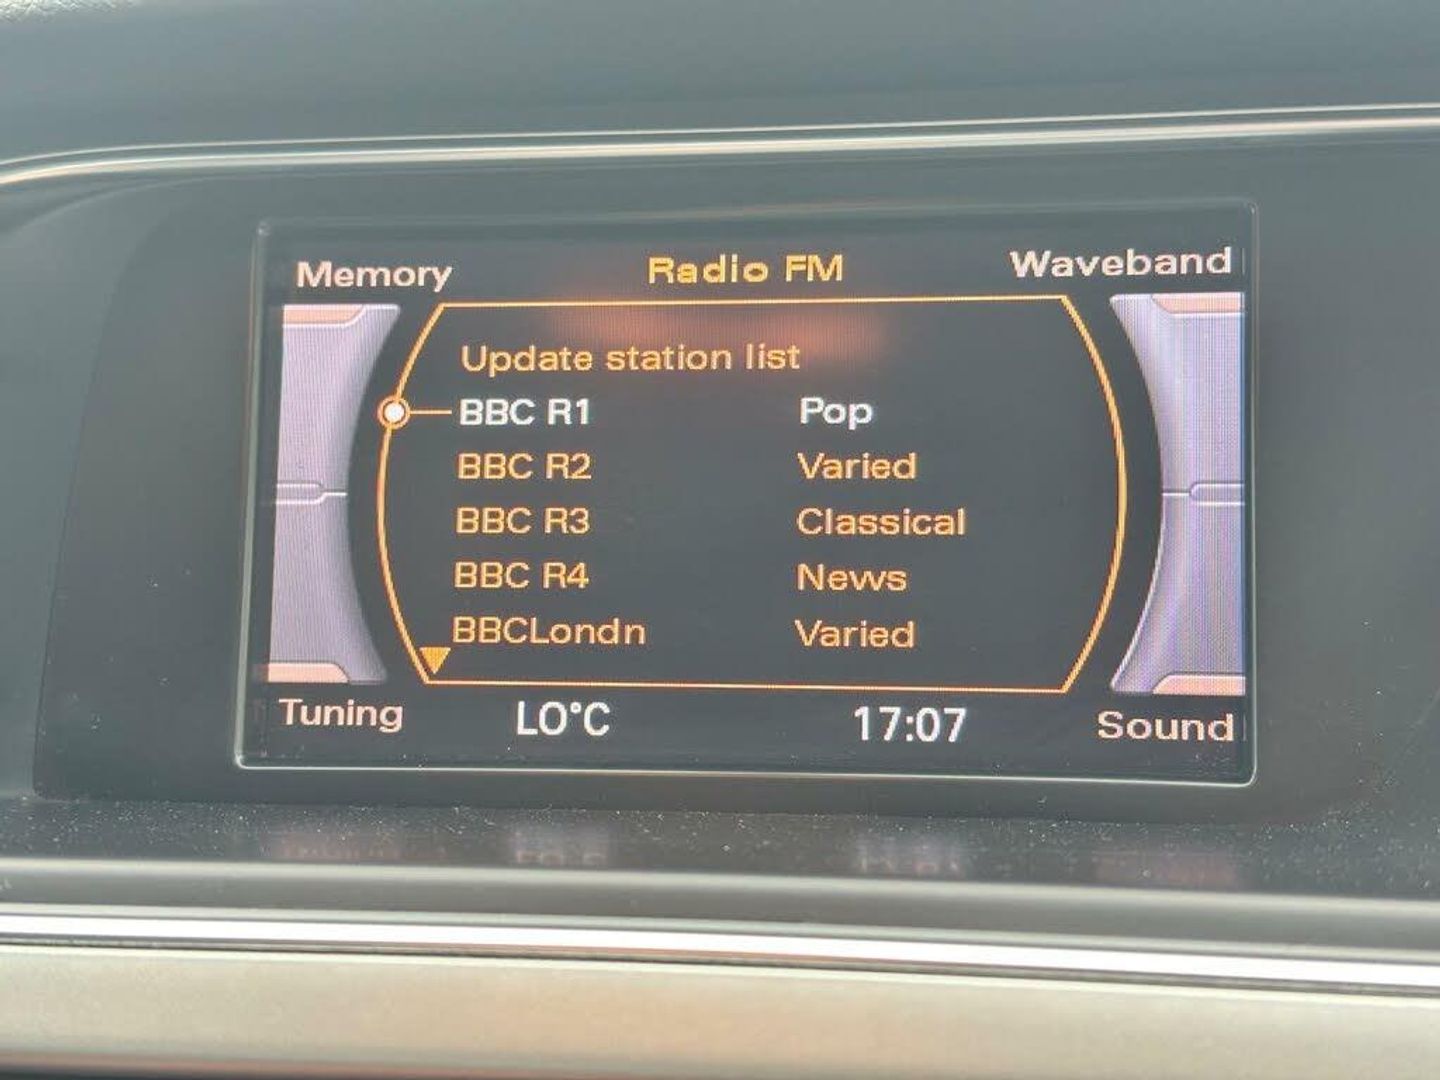 Memory Radio FM Waveband
Update station list
BBC R1 Pop
BBC R2 Varied
BBC R3 Classical
BBC R4 News
BBCLondn Varied
Tuning LO°C 17:07 Sound